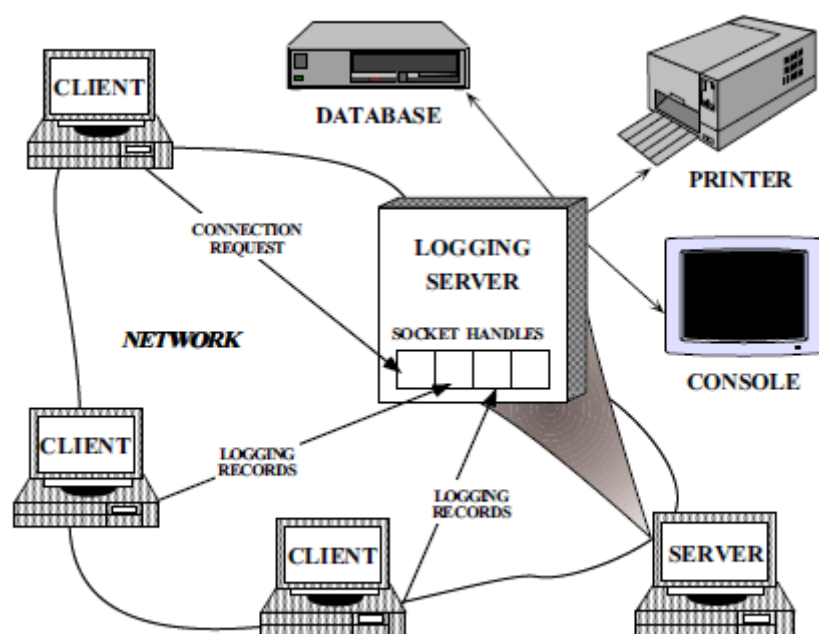 CLIENT
DATABASE
PRINTER
CONNECTION
REQUEST
LOGGING
SERVER
SOCKET HANDLES
NETWORK
CONSOLE
CLIENT
LOGGING
RECORDS
LOGGING
RECORDS
CLIENT
SERVER